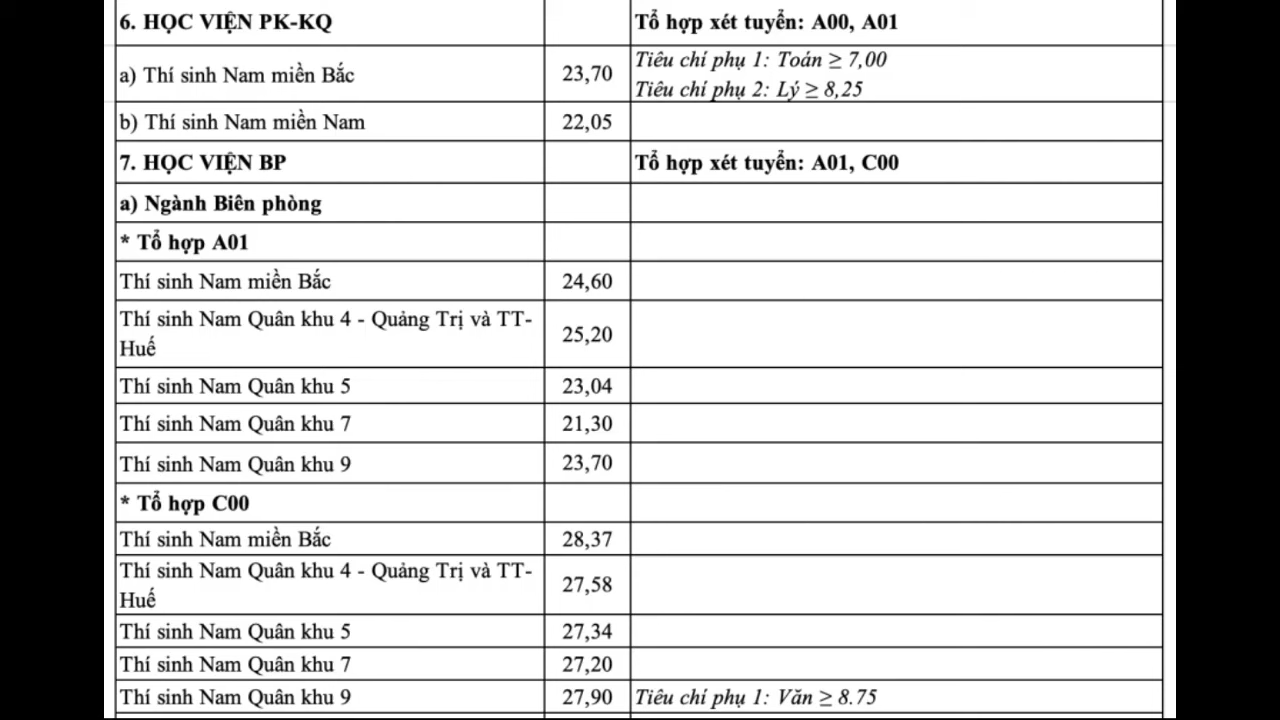 6. HỌC VIỆN PK-KQ Tổ hợp xét tuyển: A00, A01
a) Thí sinh Nam miền Bắc 23,70 Tiêu chí phụ 1: Toán ≥ 7,00
Tiêu chí phụ 2: Lý ≥ 8,25
b) Thí sinh Nam miền Nam 22,05
7. HỌC VIỆN BP Tổ hợp xét tuyển: A01, C00
a) Ngành Biên phòng
* Tổ hợp A01
Thí sinh Nam miền Bắc 24,60
Thí sinh Nam Quân khu 4 - Quảng Trị và TT-
Huế 25,20
Thí sinh Nam Quân khu 5 23,04
Thí sinh Nam Quân khu 7 21,30
Thí sinh Nam Quân khu 9 23,70
* Tổ hợp C00
Thí sinh Nam miền Bắc 28,37
Thí sinh Nam Quân khu 4 - Quảng Trị và TT-
Huế 27,58
Thí sinh Nam Quân khu 5 27,34
Thí sinh Nam Quân khu 7 27,20
Thí sinh Nam Quân khu 9 27,90 Tiêu chí phụ 1: Văn ≥ 8.75